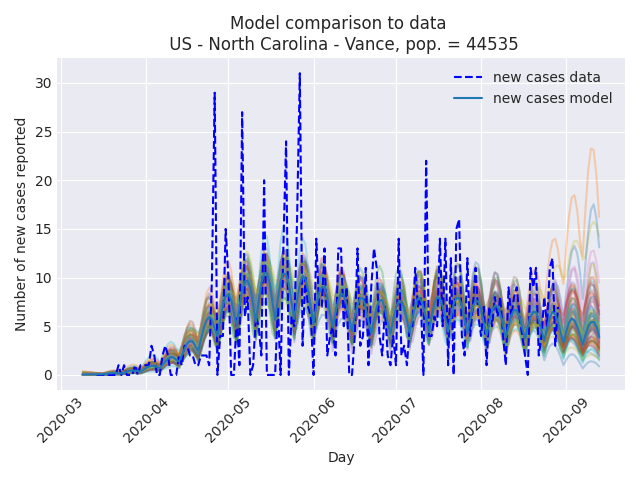 Model comparison to data
US - North Carolina - Vance, pop. = 44535
new cases data
new cases model
Number of new cases reported
30
25
20
15
10
5
0
2020-03
2020-04
2020-05
2020-06
2020-07
2020-08
2020-09
Day